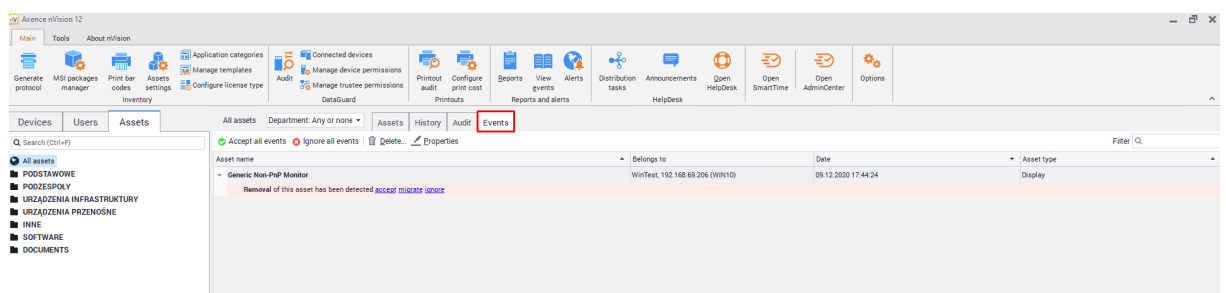 nV Axence nVision 12
Main Tools About nVision
Generate protocol
MSI packages manager
Print bar codes
Assets settings
Application categories
Manage templates
Configure license type
Inventory
Audit
Connected devices
Manage device permissions
Manage trustee permissions
DataGuard
Printout audit
Configure print cost
Printouts
Reports
View events
Alerts
Reports and alerts
Distribution tasks
Announcements
Open HelpDesk
HelpDesk
Open SmartTime
Open AdminCenter
Options
Devices Users Assets
All assets Department: Any or none Assets History Audit Events
Search (Ctrl+F)
Accept all events Ignore all events Delete... Properties Filter
All assets
PODSTAWOWE
PODZESPOŁY
URZĄDZENIA INFRASTRUKTURY
URZĄDZENIA PRZENOŚNE
INNE
SOFTWARE
DOCUMENTS
Asset name Belongs to Date Asset type
Generic Non-PnP Monitor WinTest, 192.168.69.206 (WIN10) 09.12.2020 17:44:24 Display
Removal of this asset has been detected accept migrate ignore